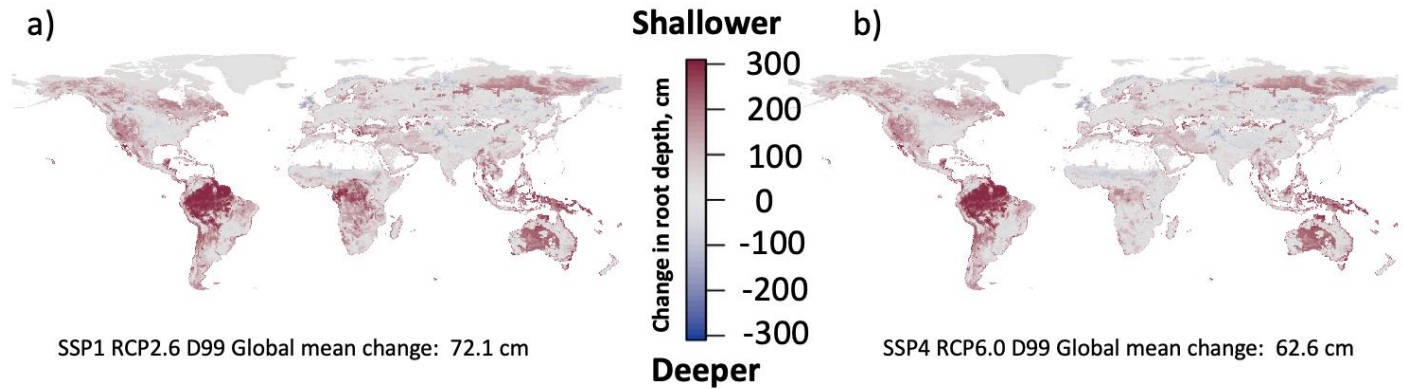 a)
Shallower
b)
Change in root depth, cm
300
200
100
0
-100
-200
-300
SSP1 RCP2.6 D99 Global mean change: 72.1 cm
SSP4 RCP6.0 D99 Global mean change: 62.6 cm
Deeper